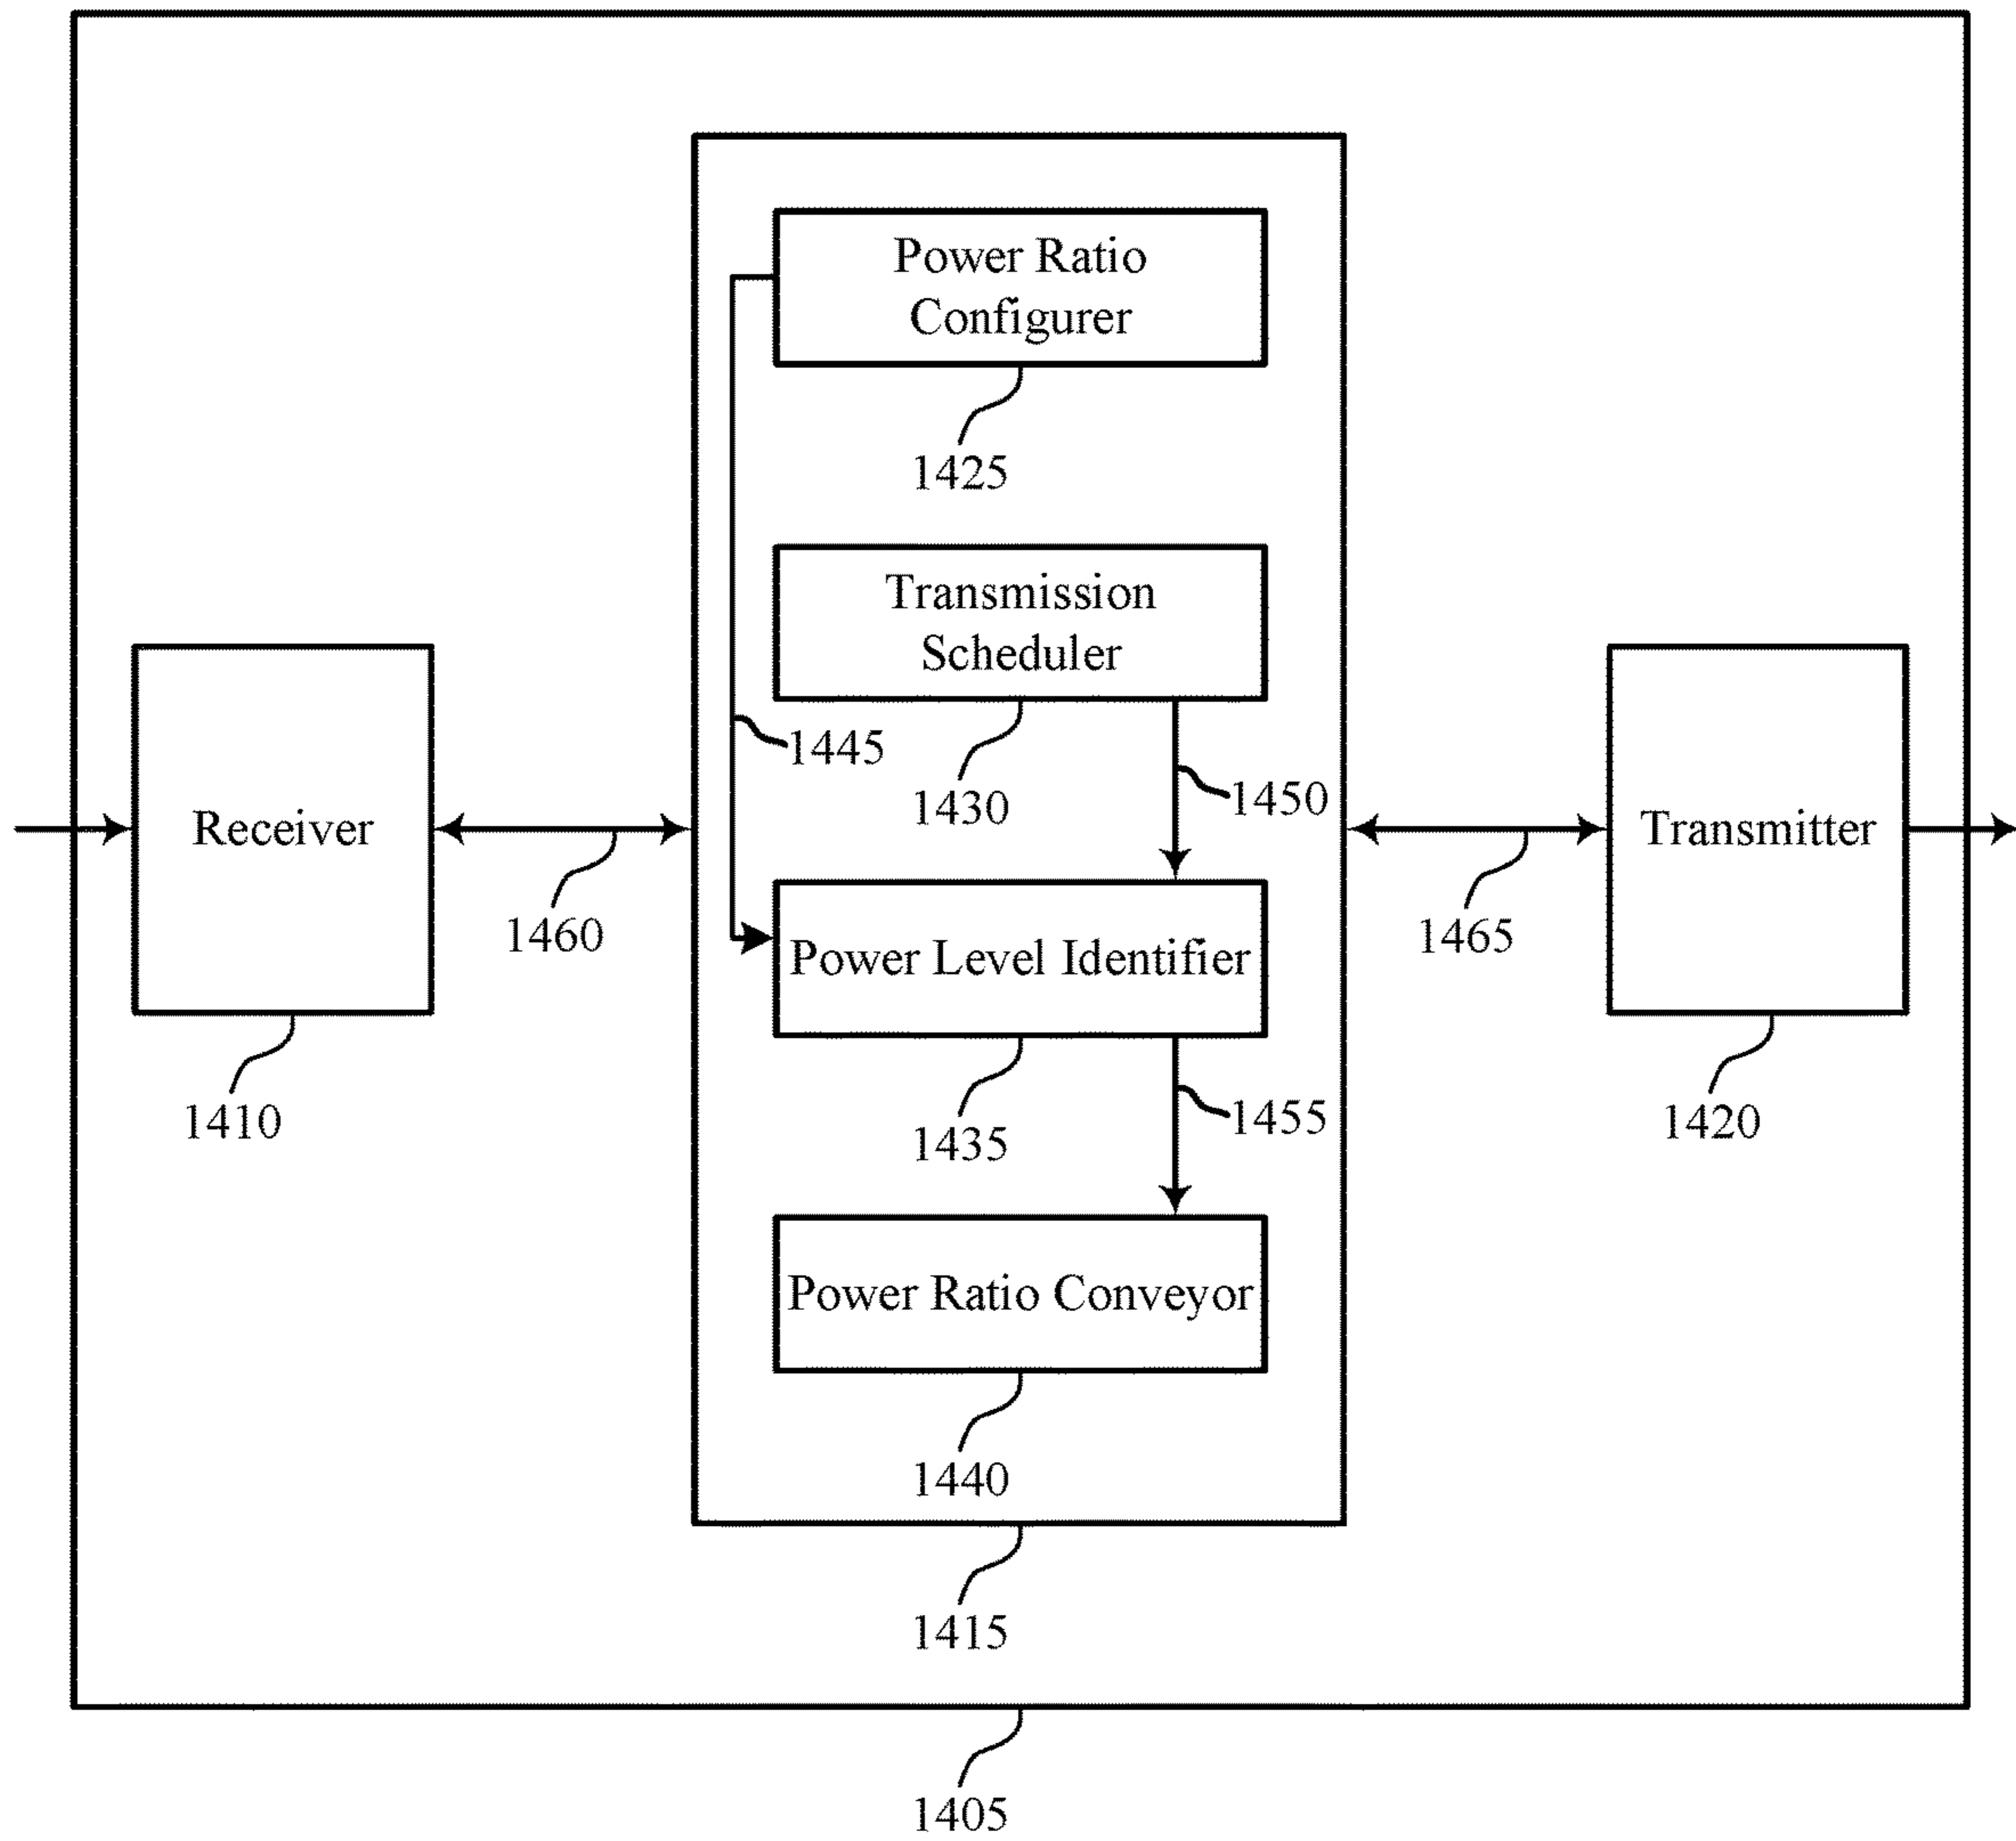 Power Ratio
Configurer
1425
Transmission
Scheduler
1445
1430
1450
Receiver
Transmitter
1460
1465
Power Level Identifier
1410
1435
1455
1420
Power Ratio Conveyor
1440
1415
1405